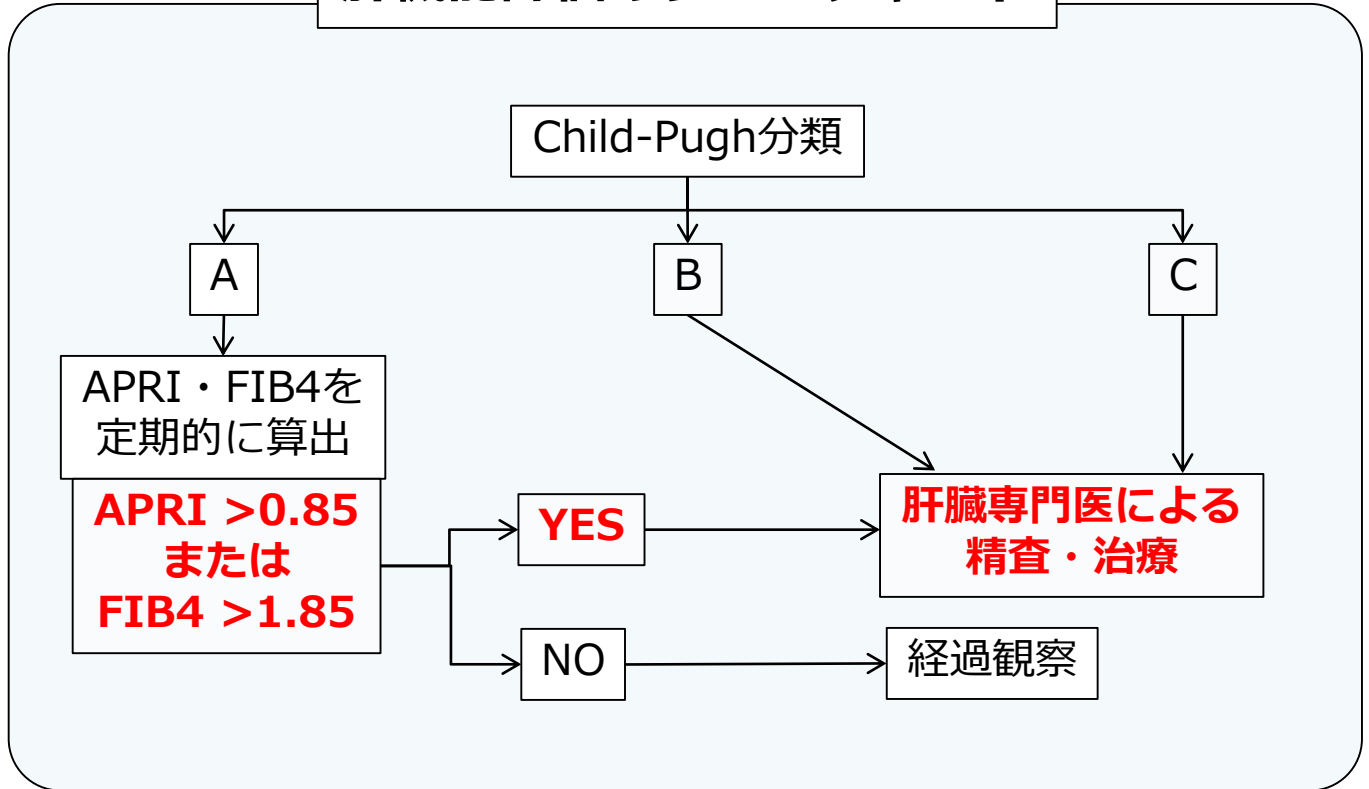 Child-Pugh分類
A
B
C
APRI・FIB4を
定期的に算出
APRI >0.85
または
FIB4 >1.85
YES
肝臓専門医による
精査・治療
NO
経過観察